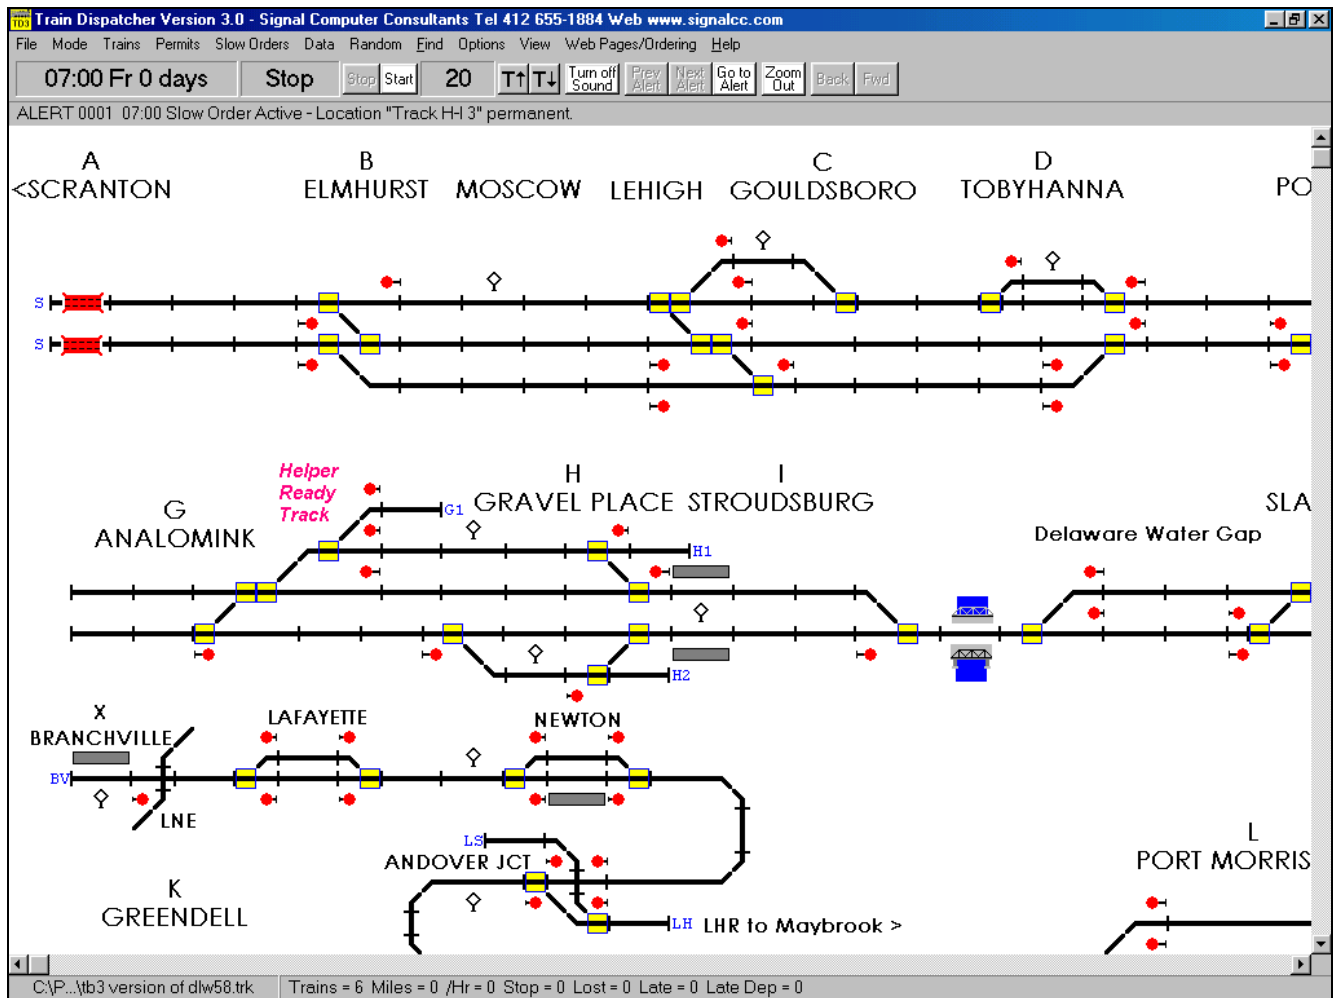 TD3 Train Dispatcher Version 3.0 - Signal Computer Consultants Tel 412 655-1884 Web www.signalcc.com
File Mode Trains Permits Slow Orders Data Random Find Options View Web Pages/Ordering Help
07:00 Fr 0 days Stop Stop Start 20 T↑ T↓ Turn off Sound Prev Alert Next Alert Go to Alert Zoom Out Back Fwd
ALERT 0001 07:00 Slow Order Active - Location "Track H-I 3" permanent.
A B C D
<SCRANTON ELMHURST MOSCOW LEHIGH GOULDSBORO TOBYHANNA PO
S
S
Helper
Ready
Track
H I
G G1 GRAVEL PLACE STROUDSBURG SLA
ANALOMINK Delaware Water Gap
H1
H2
X LAFAYETTE NEWTON
BRANCHVILLE
BV
LNE
LS
ANDOVER JCT L
PORT MORRIS
K
GREENDELL
LH LHR to Maybrook >
C:\P...\tb3 version of dlw58.trk Trains = 6 Miles = 0 /Hr = 0 Stop = 0 Lost = 0 Late = 0 Late Dep = 0